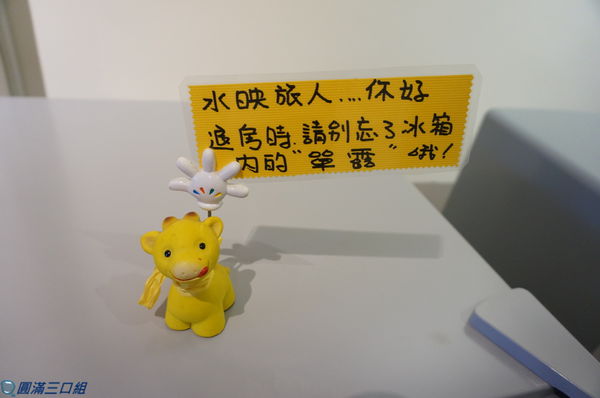 水映旅人....你好
退房時.請別忘了冰箱
內的"單露"哦!
圓滿三口組